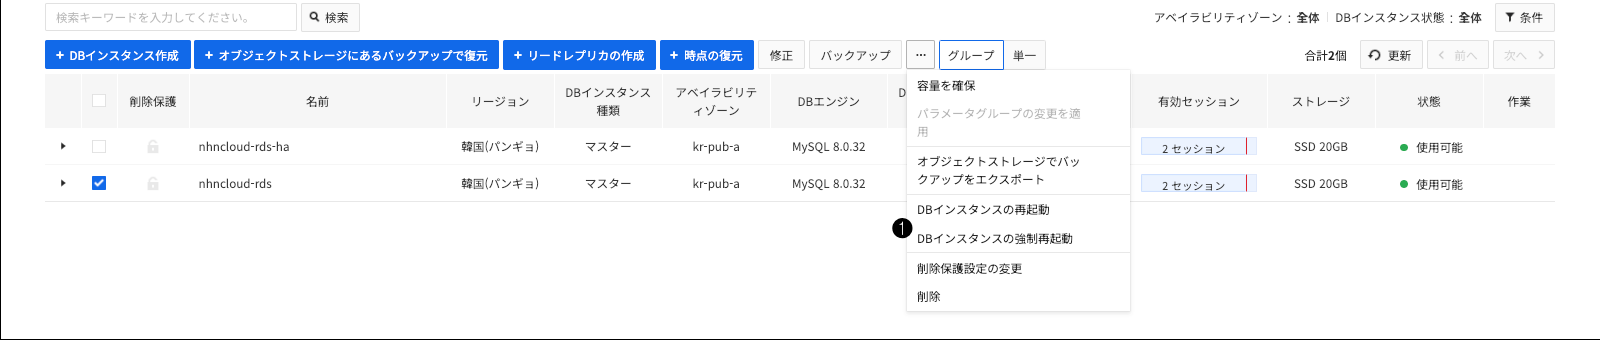 検索キーワードを入力してください。 検索 アベイラビリティゾーン : 全体 DBインスタンス状態 : 全体 条件
+ DBインスタンス作成 + オブジェクトストレージにあるバックアップで復元 + リードレプリカの作成 + 時点の復元 修正 バックアップ ... グループ 単一 合計2個 更新 < 前へ 次へ >
削除保護 名前 リージョン DBインスタンス種類 アベイラビリティゾーン DBエンジン D 有効セッション ストレージ 状態 作業
nhncloud-rds-ha 韓国(パンギョ) マスター kr-pub-a MySQL 8.0.32 2 セッション SSD 20GB 使用可能
nhncloud-rds 韓国(パンギョ) マスター kr-pub-a MySQL 8.0.32 2 セッション SSD 20GB 使用可能
容量を確保
パラメータグループの変更を適
用
オブジェクトストレージでバッ
クアップをエクスポート
DBインスタンスの再起動
1
DBインスタンスの強制再起動
削除保護設定の変更
削除